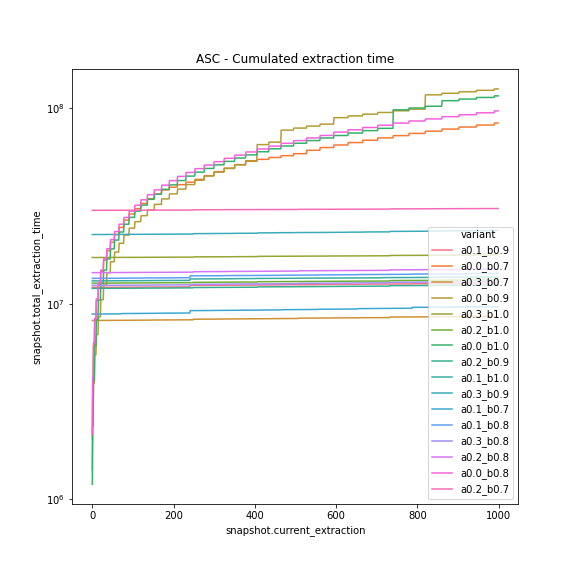 ASC - Cumulated extraction time
10^8
10^7
10^6
snapshot.total_extraction_time
0
200
400
600
800
1000
snapshot.current_extraction
variant
a0.1_b0.9
a0.0_b0.7
a0.3_b0.7
a0.0_b0.9
a0.3_b1.0
a0.2_b1.0
a0.0_b1.0
a0.2_b0.9
a0.1_b1.0
a0.3_b0.9
a0.1_b0.7
a0.1_b0.8
a0.3_b0.8
a0.2_b0.8
a0.0_b0.8
a0.2_b0.7